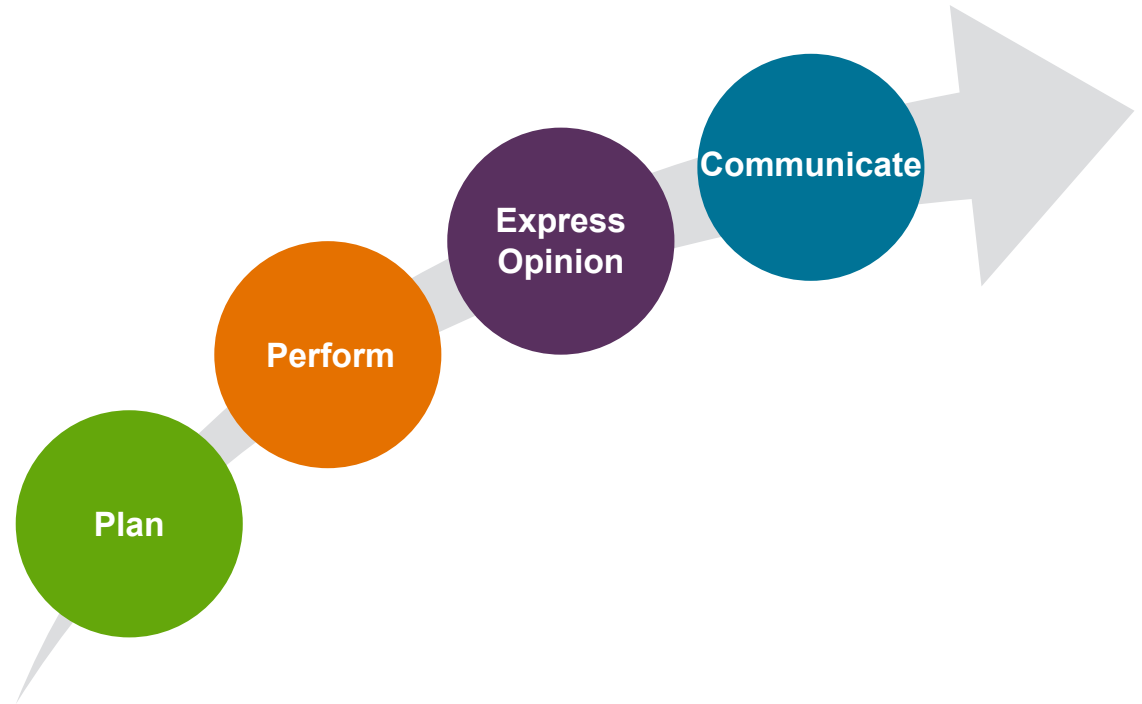 Plan
Perform
Express
Opinion
Communicate